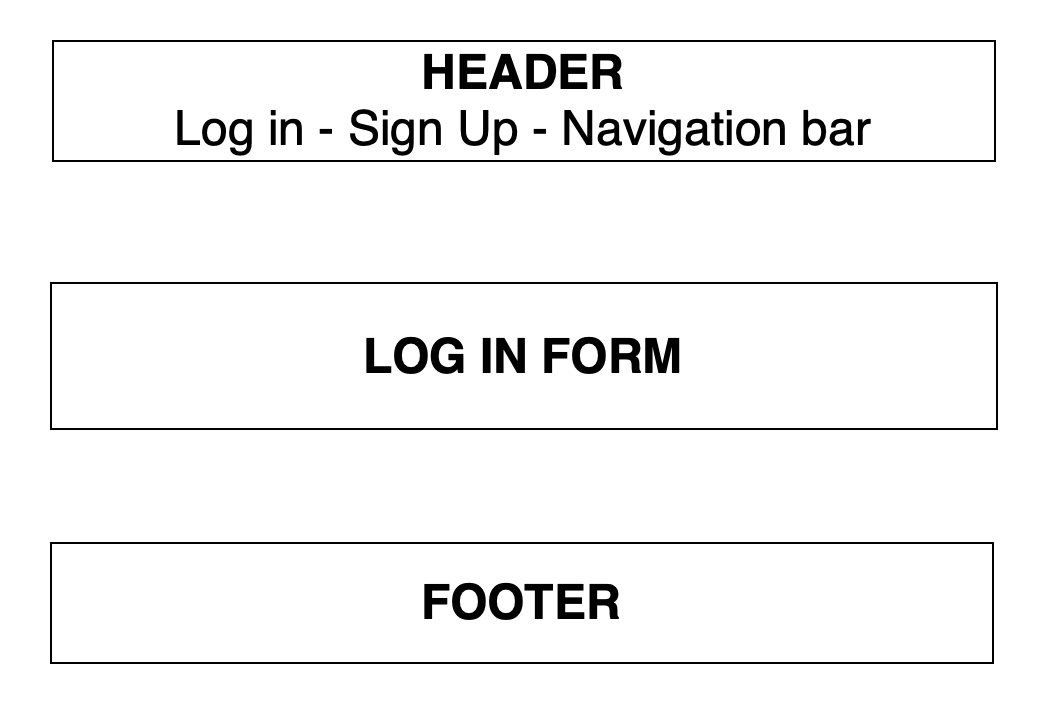 HEADER
Log in - Sign Up - Navigation bar
LOG IN FORM
FOOTER